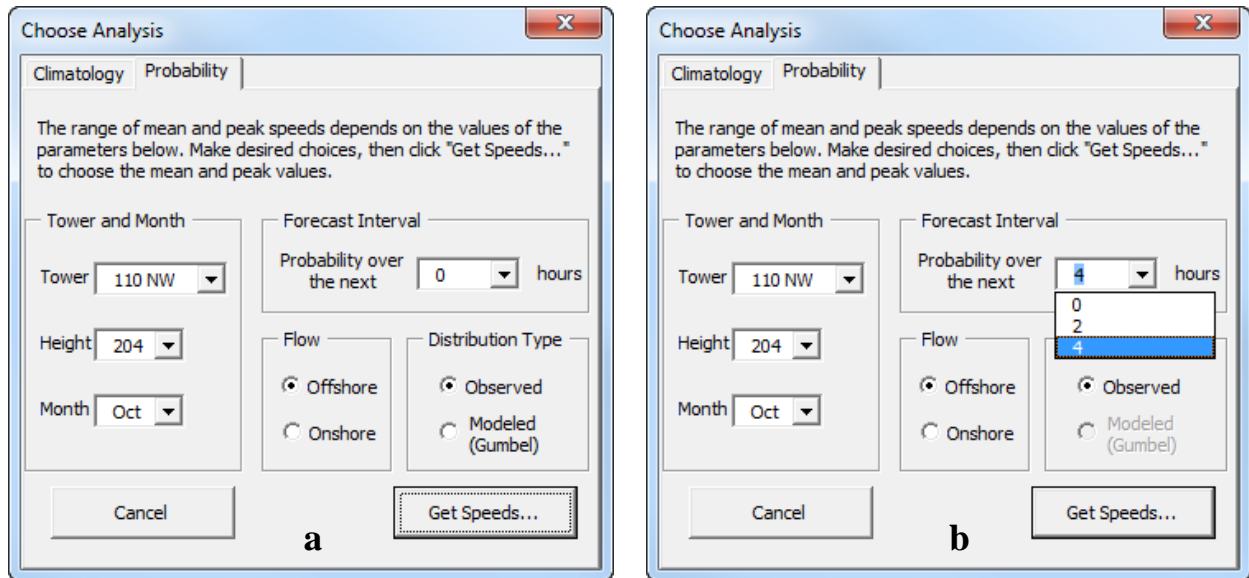 Choose Analysis
X
Climatology
Probability
The range of mean and peak speeds depends on the values of the
parameters below. Make desired choices, then click "Get Speeds..."
to choose the mean and peak values.
Tower and Month
Tower 110 NW
Height 204
Month Oct
Forecast Interval
Probability over
the next
0
hours
Flow
Offshore
Onshore
Distribution Type
Observed
Modeled
(Gumbel)
Cancel
Get Speeds...
a
Choose Analysis
X
Climatology
Probability
The range of mean and peak speeds depends on the values of the
parameters below. Make desired choices, then click "Get Speeds..."
to choose the mean and peak values.
Tower and Month
Tower 110 NW
Height 204
Month Oct
Forecast Interval
Probability over
the next
4
hours
0
2
4
Flow
Offshore
Onshore
Observed
Modeled
(Gumbel)
Cancel
Get Speeds...
b